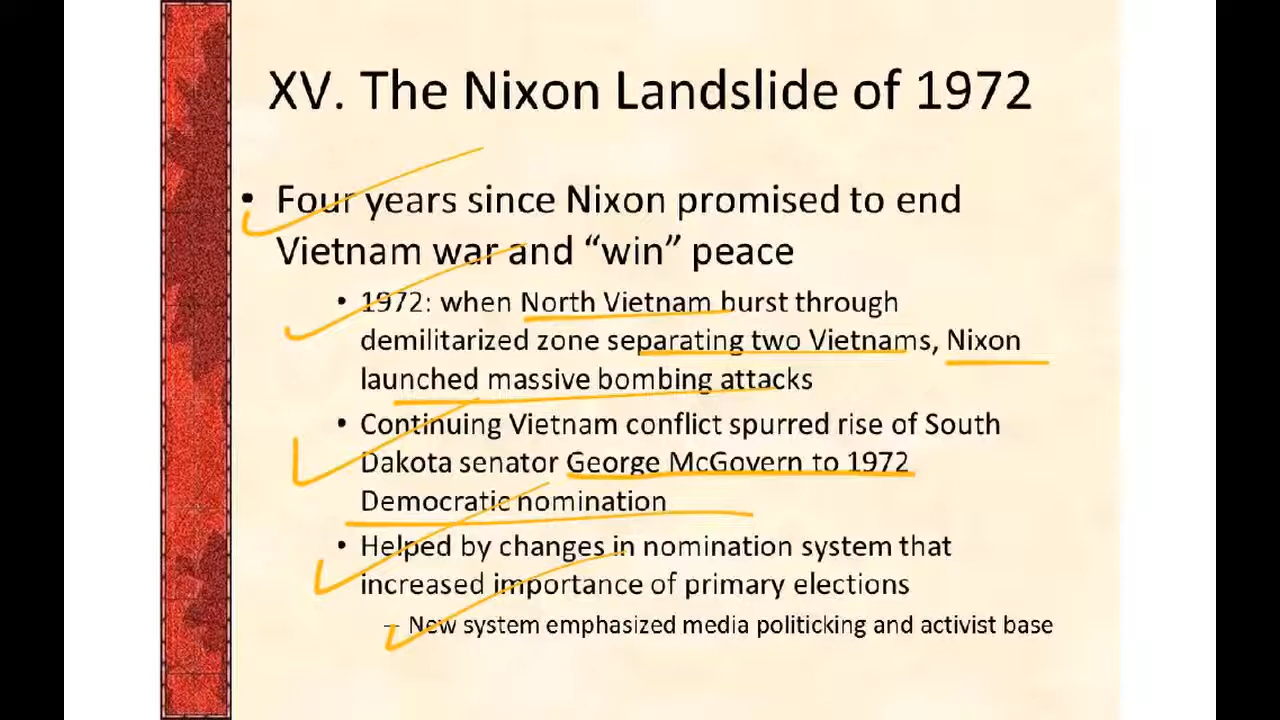 XV. The Nixon Landslide of 1972
• Four years since Nixon promised to end
Vietnam war and “win” peace
• 1972: when North Vietnam burst through
demilitarized zone separating two Vietnams, Nixon
launched massive bombing attacks
• Continuing Vietnam conflict spurred rise of South
Dakota senator George McGovern to 1972
Democratic nomination
• Helped by changes in nomination system that
increased importance of primary elections
– New system emphasized media politicking and activist base